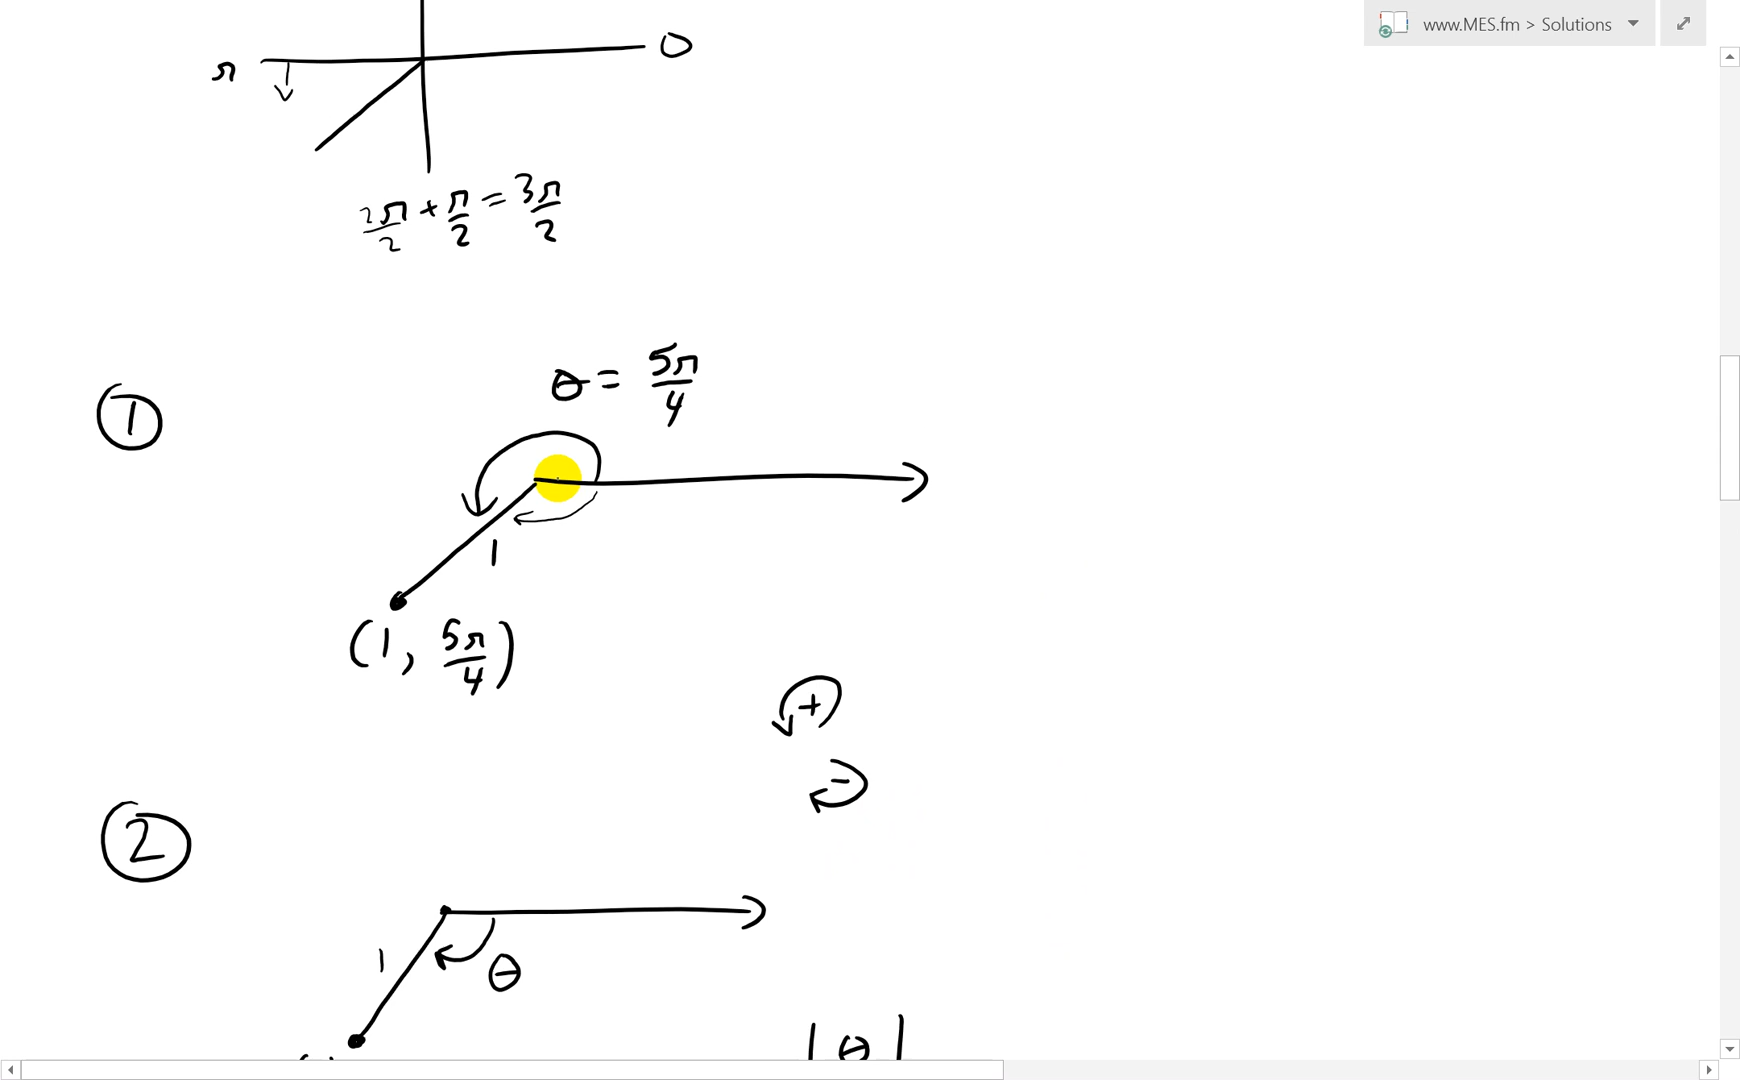 www.MES.fm > Solutions
0
π
2π/2 + π/2 = 3π/2
① θ = 5π/4
1
(1, 5π/4)
+
-
②
1
θ
|θ|